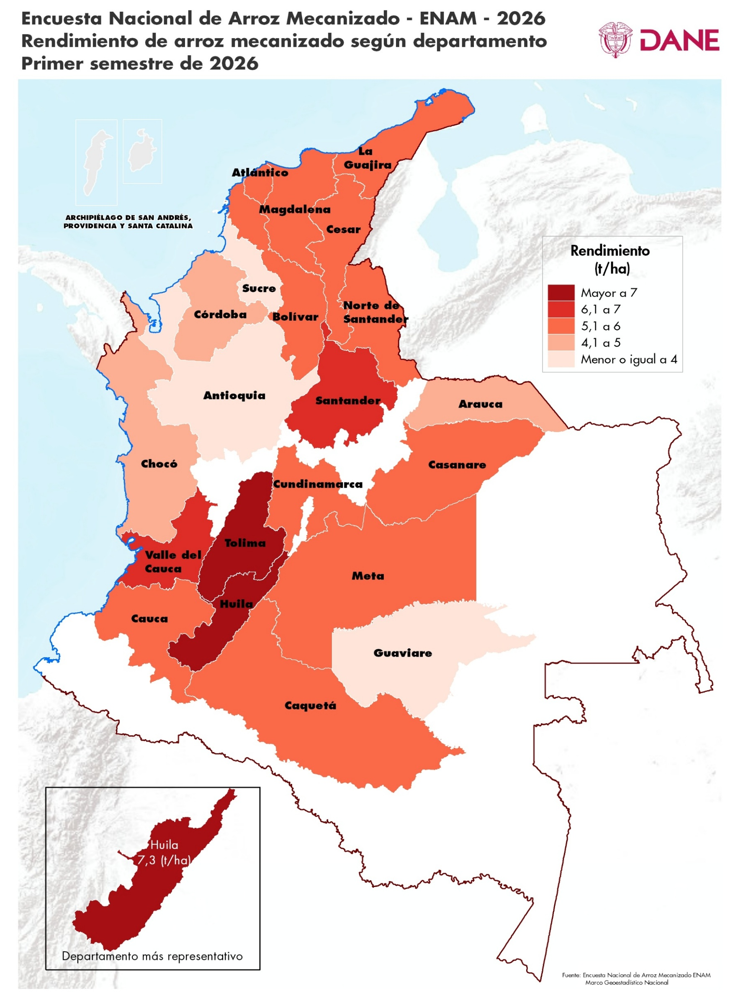 Encuesta Nacional de Arroz Mecanizado - ENAM - 2026
Rendimiento de arroz mecanizado según departamento
Primer semestre de 2026
DANE
La
Guajira
Atlántico
Magdalena
Cesar
ARCHIPIÉLAGO DE SAN ANDRÉS,
PROVIDENCIA Y SANTA CATALINA
Rendimiento
(t/ha)
Mayor a 7
6,1 a 7
5,1 a 6
4,1 a 5
Menor o igual a 4
Sucre
Córdoba
Bolívar
Norte de
Santander
Antioquia
Santander
Arauca
Chocó
Casanare
Cundinamarca
Tolima
Valle del
Cauca
Meta
Huila
Cauca
Guaviare
Caquetá
Huila
7,3 (t/ha)
Departamento más representativo
Fuente: Encuesta Nacional de Arroz Mecanizado ENAM
Marco Geoestadístico Nacional